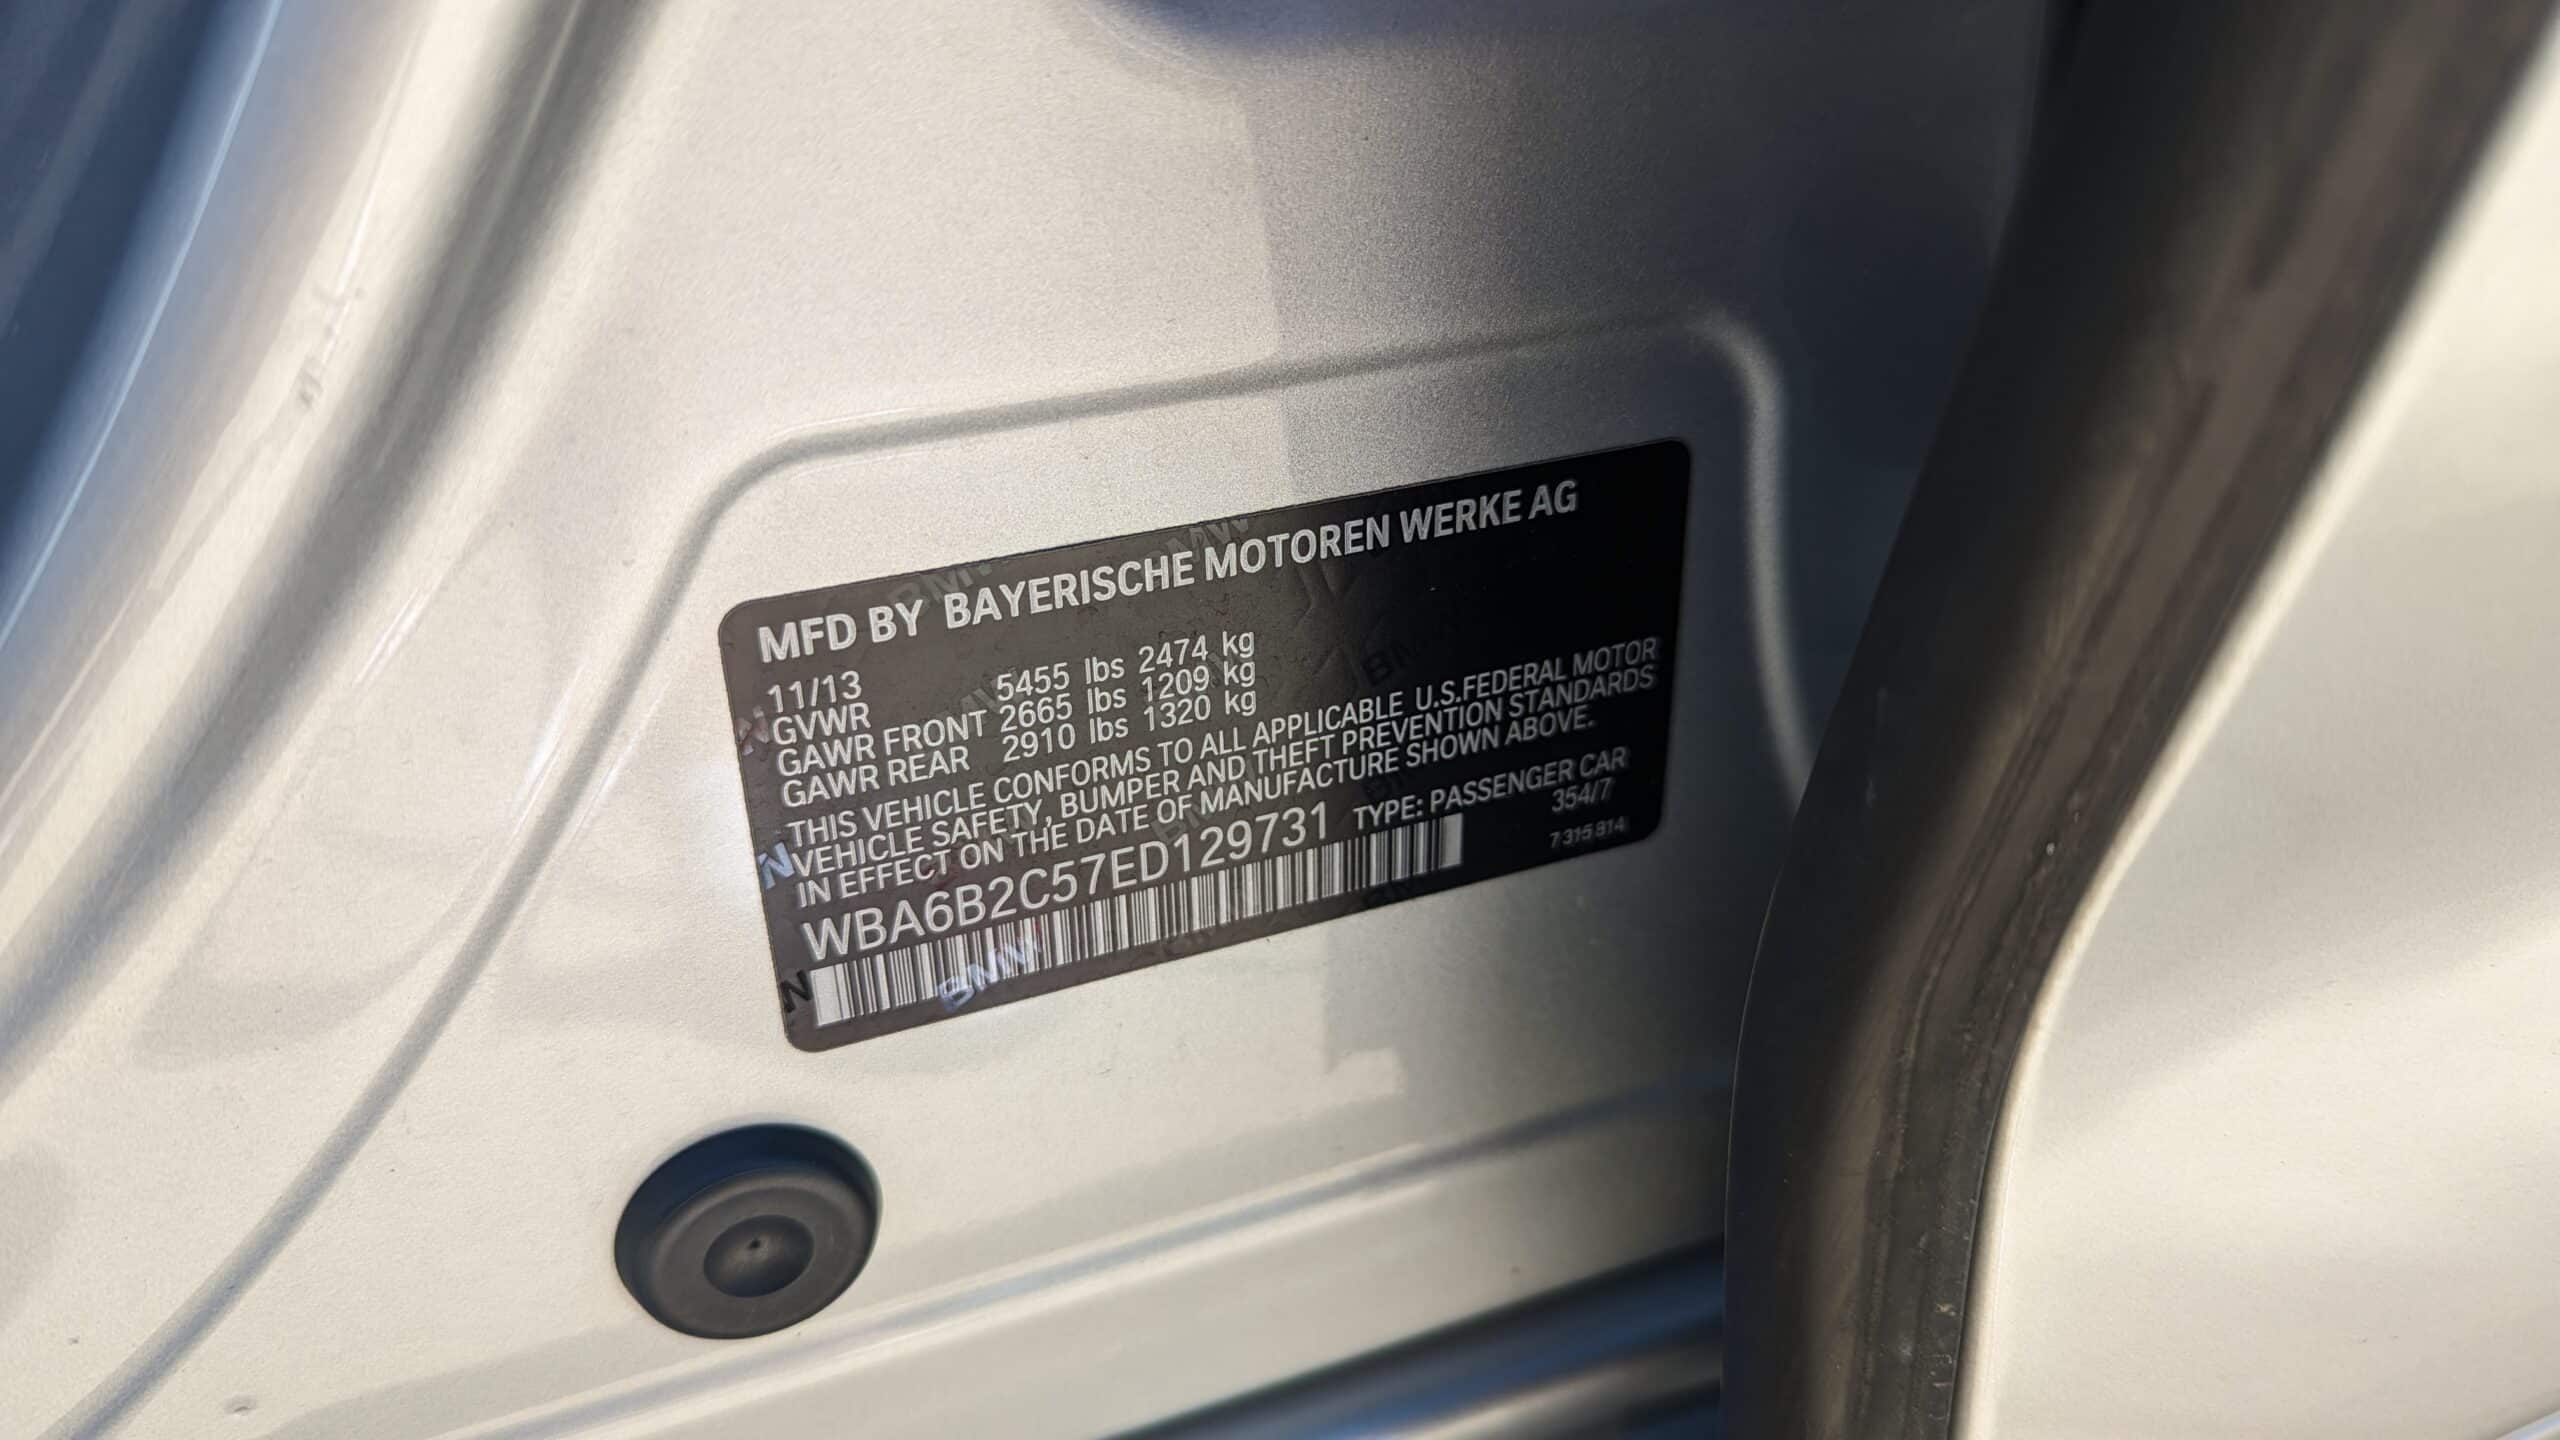 MFD BY BAYERISCHE MOTOREN WERKE AG
11/13
GVWR 5455 lbs 2474 kg
GAWR FRONT 2665 lbs 1209 kg
GAWR REAR 2910 lbs 1320 kg
THIS VEHICLE CONFORMS TO ALL APPLICABLE U.S.FEDERAL MOTOR
VEHICLE SAFETY, BUMPER AND THEFT PREVENTION STANDARDS
IN EFFECT ON THE DATE OF MANUFACTURE SHOWN ABOVE.
WBA6B2C57ED129731 TYPE: PASSENGER CAR
354/7
7 315 814
BMW